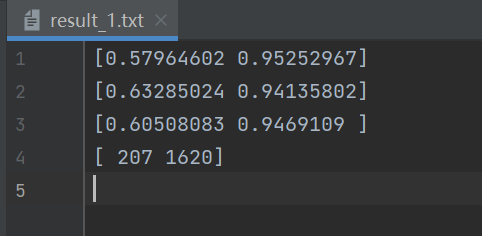 result_1.txt
1 [0.57964602 0.95252967]
2 [0.63285024 0.94135802]
3 [0.60508083 0.9469109 ]
4 [ 207 1620]
5